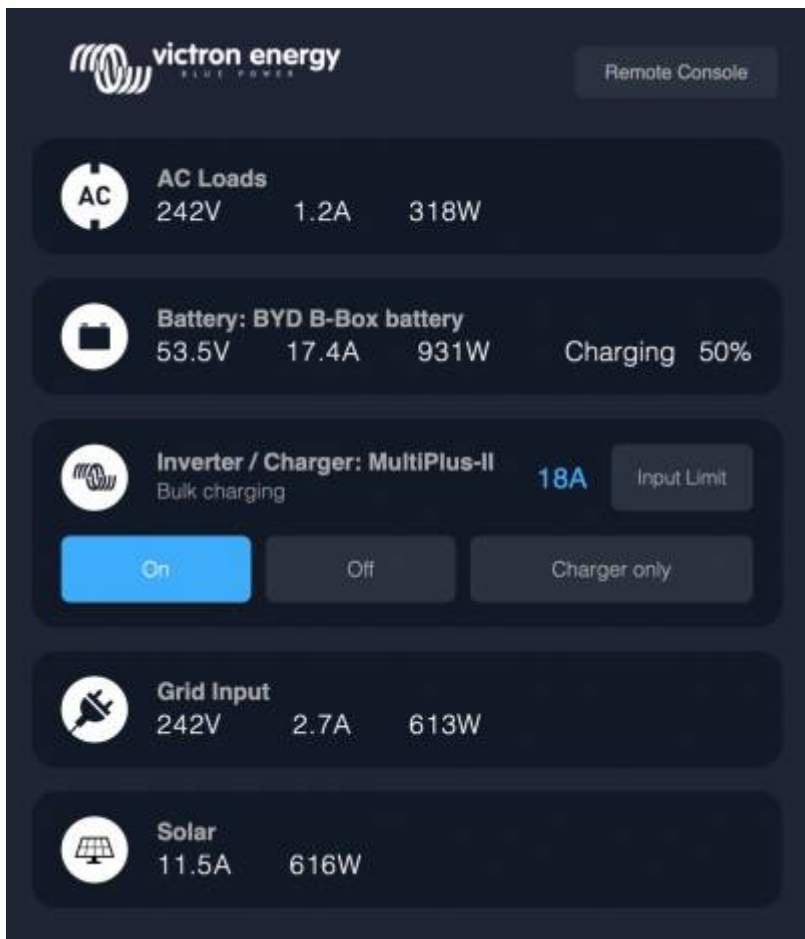 victron energy
BLUE POWER
Remote Console
AC
AC Loads
242V 1.2A 318W
Battery: BYD B-Box battery
53.5V 17.4A 931W Charging 50%
Inverter / Charger: MultiPlus-II
Bulk charging
18A Input Limit
On Off Charger only
Grid Input
242V 2.7A 613W
Solar
11.5A 616W